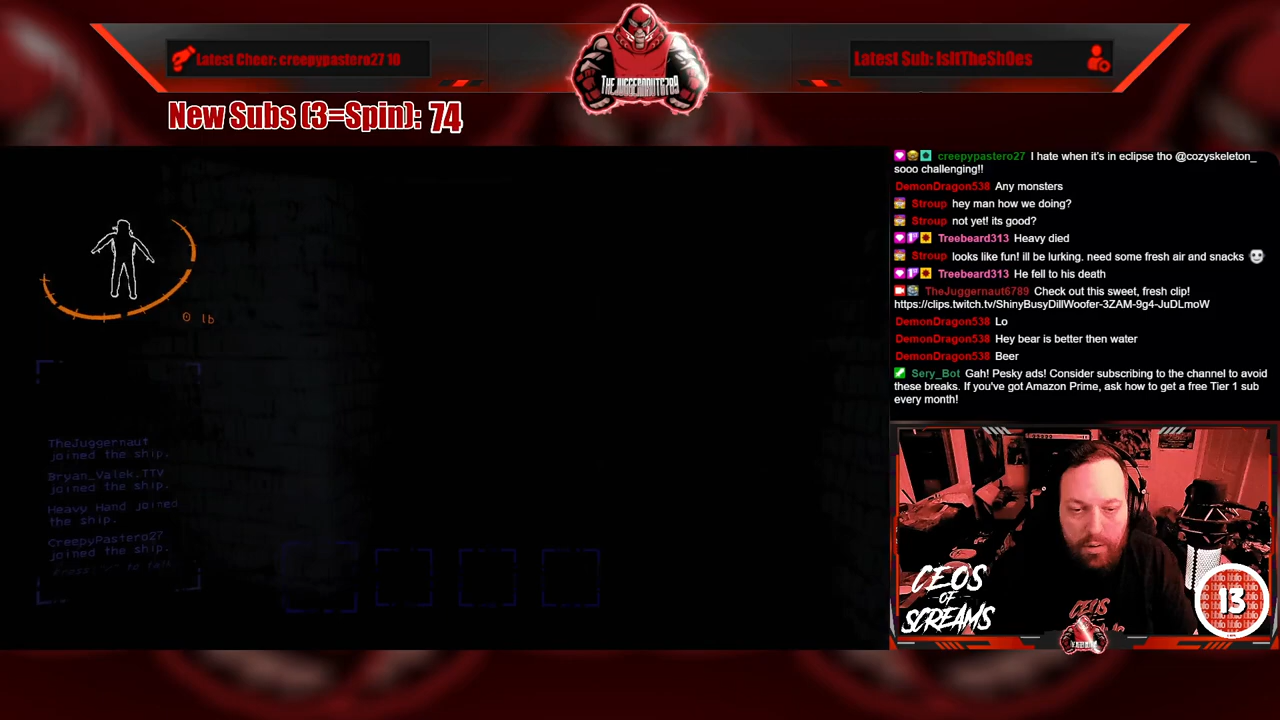 Latest Cheer: creepypastero27 10
THEJUGGERNAUT6789
Latest Sub: IsItTheSh0es
New Subs (3=Spin): 74
creepypastero27 I hate when it's in eclipse tho @cozyskeleton_
sooo challenging!!
DemonDragon538 Any monsters
Stroup hey man how we doing?
Stroup not yet! its good?
Treebeard313 Heavy died
Stroup looks like fun! ill be lurking. need some fresh air and snacks
Treebeard313 He fell to his death
TheJuggernaut6789 Check out this sweet, fresh clip!
https://clips.twitch.tv/ShinyBusyDillWoofer-3ZAM-9g4-JuDLmoW
DemonDragon538 Lo
DemonDragon538 Hey bear is better then water
DemonDragon538 Beer
Sery_Bot Gah! Pesky ads! Consider subscribing to the channel to avoid
these breaks. If you've got Amazon Prime, ask how to get a free Tier 1 sub
every month!
0 lb
TheJuggernaut
joined the ship.
Bryan_Valek.TTV
joined the ship.
Heavy Hand joined
the ship.
CreepyPastero27
joined the ship.
to talk
CEOS
OF
SCREAMS
CEOS
13